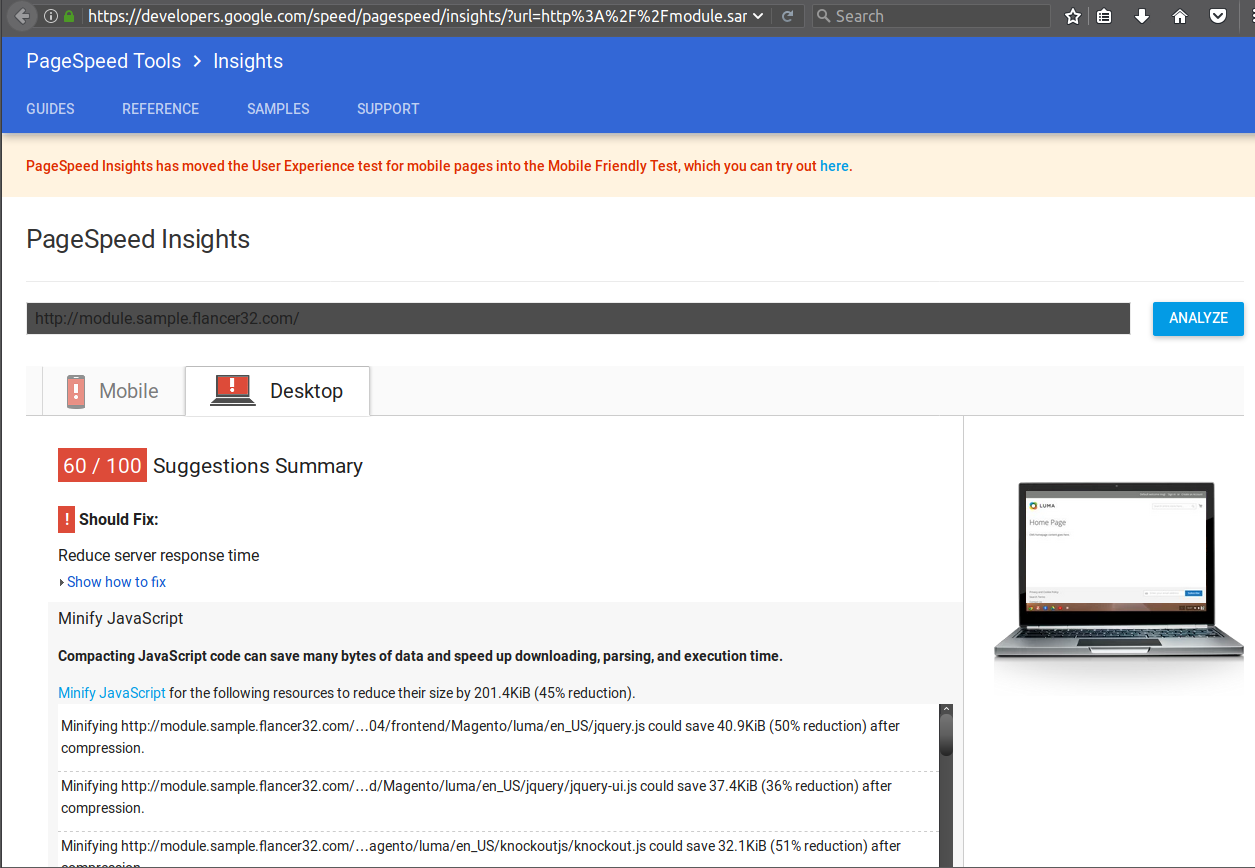 https://developers.google.com/speed/pagespeed/insights/?url=http%3A%2F%2Fmodule.sar
Search
PageSpeed Tools > Insights
GUIDES REFERENCE SAMPLES SUPPORT
PageSpeed Insights has moved the User Experience test for mobile pages into the Mobile Friendly Test, which you can try out here.
PageSpeed Insights
http://module.sample.flancer32.com/
ANALYZE
Mobile Desktop
60 / 100 Suggestions Summary
! Should Fix:
Reduce server response time
Show how to fix
Minify JavaScript
Compacting JavaScript code can save many bytes of data and speed up downloading, parsing, and execution time.
Minify JavaScript for the following resources to reduce their size by 201.4KiB (45% reduction).
Minifying http://module.sample.flancer32.com/…04/frontend/Magento/luma/en_US/jquery.js could save 40.9KiB (50% reduction) after
compression.
Minifying http://module.sample.flancer32.com/…d/Magento/luma/en_US/jquery/jquery-ui.js could save 37.4KiB (36% reduction) after
compression.
Minifying http://module.sample.flancer32.com/…agento/luma/en_US/knockoutjs/knockout.js could save 32.1KiB (51% reduction) after
compression.
LUMA
Home Page